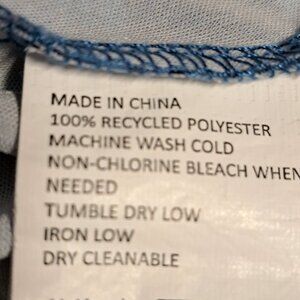 MADE IN CHINA
100% RECYCLED POLYESTER
MACHINE WASH COLD
NON-CHLORINE BLEACH WHEN
NEEDED
TUMBLE DRY LOW
IRON LOW
DRY CLEANABLE